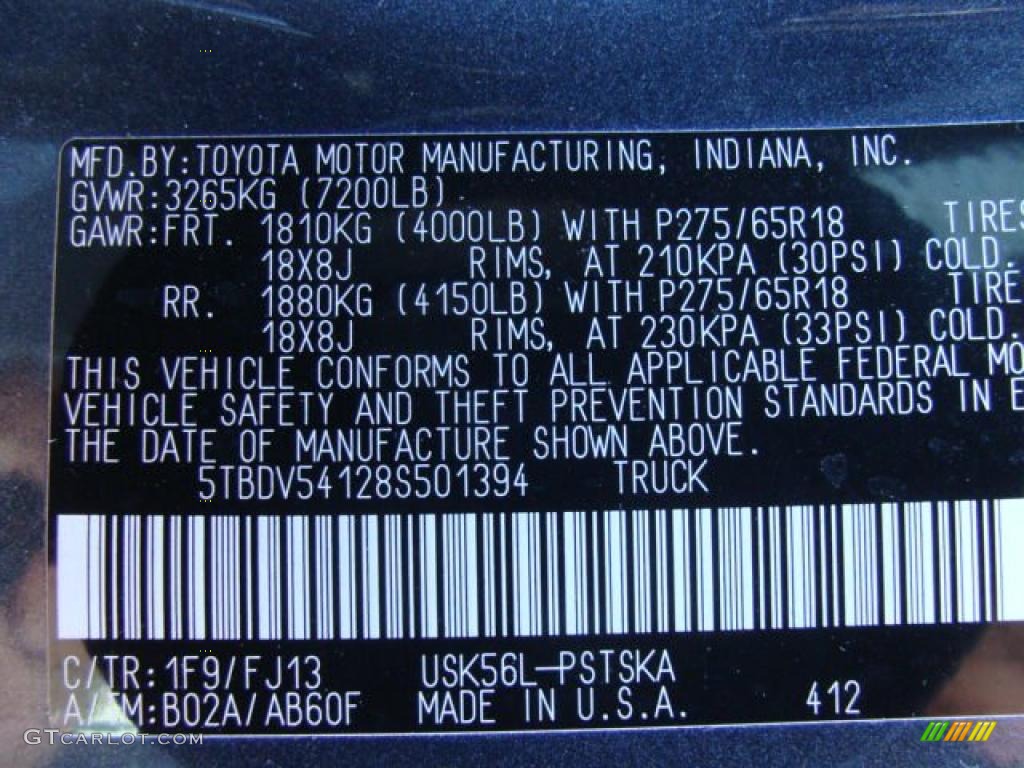 MFD.BY:TOYOTA MOTOR MANUFACTURING, INDIANA, INC.
GVWR:3265KG (7200LB)
GAWR:FRT. 1810KG (4000LB) WITH P275/65R18 TIRES
18X8J RIMS, AT 210KPA (30PSI) COLD.
RR. 1880KG (4150LB) WITH P275/65R18 TIRE
18X8J RIMS, AT 230KPA (33PSI) COLD.
THIS VEHICLE CONFORMS TO ALL APPLICABLE FEDERAL MO
VEHICLE SAFETY AND THEFT PREVENTION STANDARDS IN E
THE DATE OF MANUFACTURE SHOWN ABOVE.
5TBDV54128S501394 TRUCK
C/TR:1F9/FJ13 USK56L-PSTSKA
A/TM:B02A/AB60F MADE IN U.S.A. 412
GTCARLOT.COM